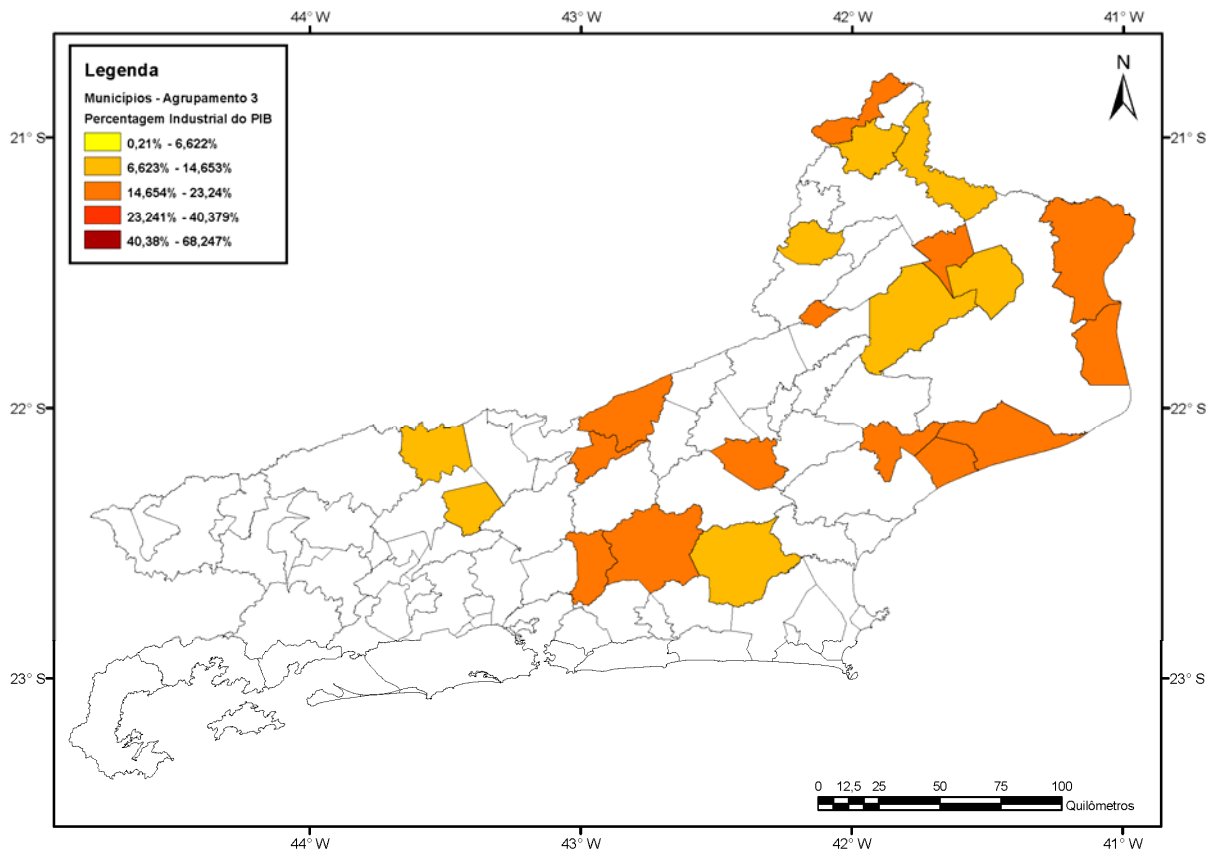 44° W 43° W 42° W 41° W
Legenda
Municípios - Agrupamento 3
Percentagem Industrial do PIB
0,21% - 6,622%
6,623% - 14,653%
14,654% - 23,24%
23,241% - 40,379%
40,38% - 68,247%
N
21° S 21° S
22° S 22° S
23° S 23° S
0 12,5 25 50 75 100
Quilômetros
44° W 43° W 42° W 41° W